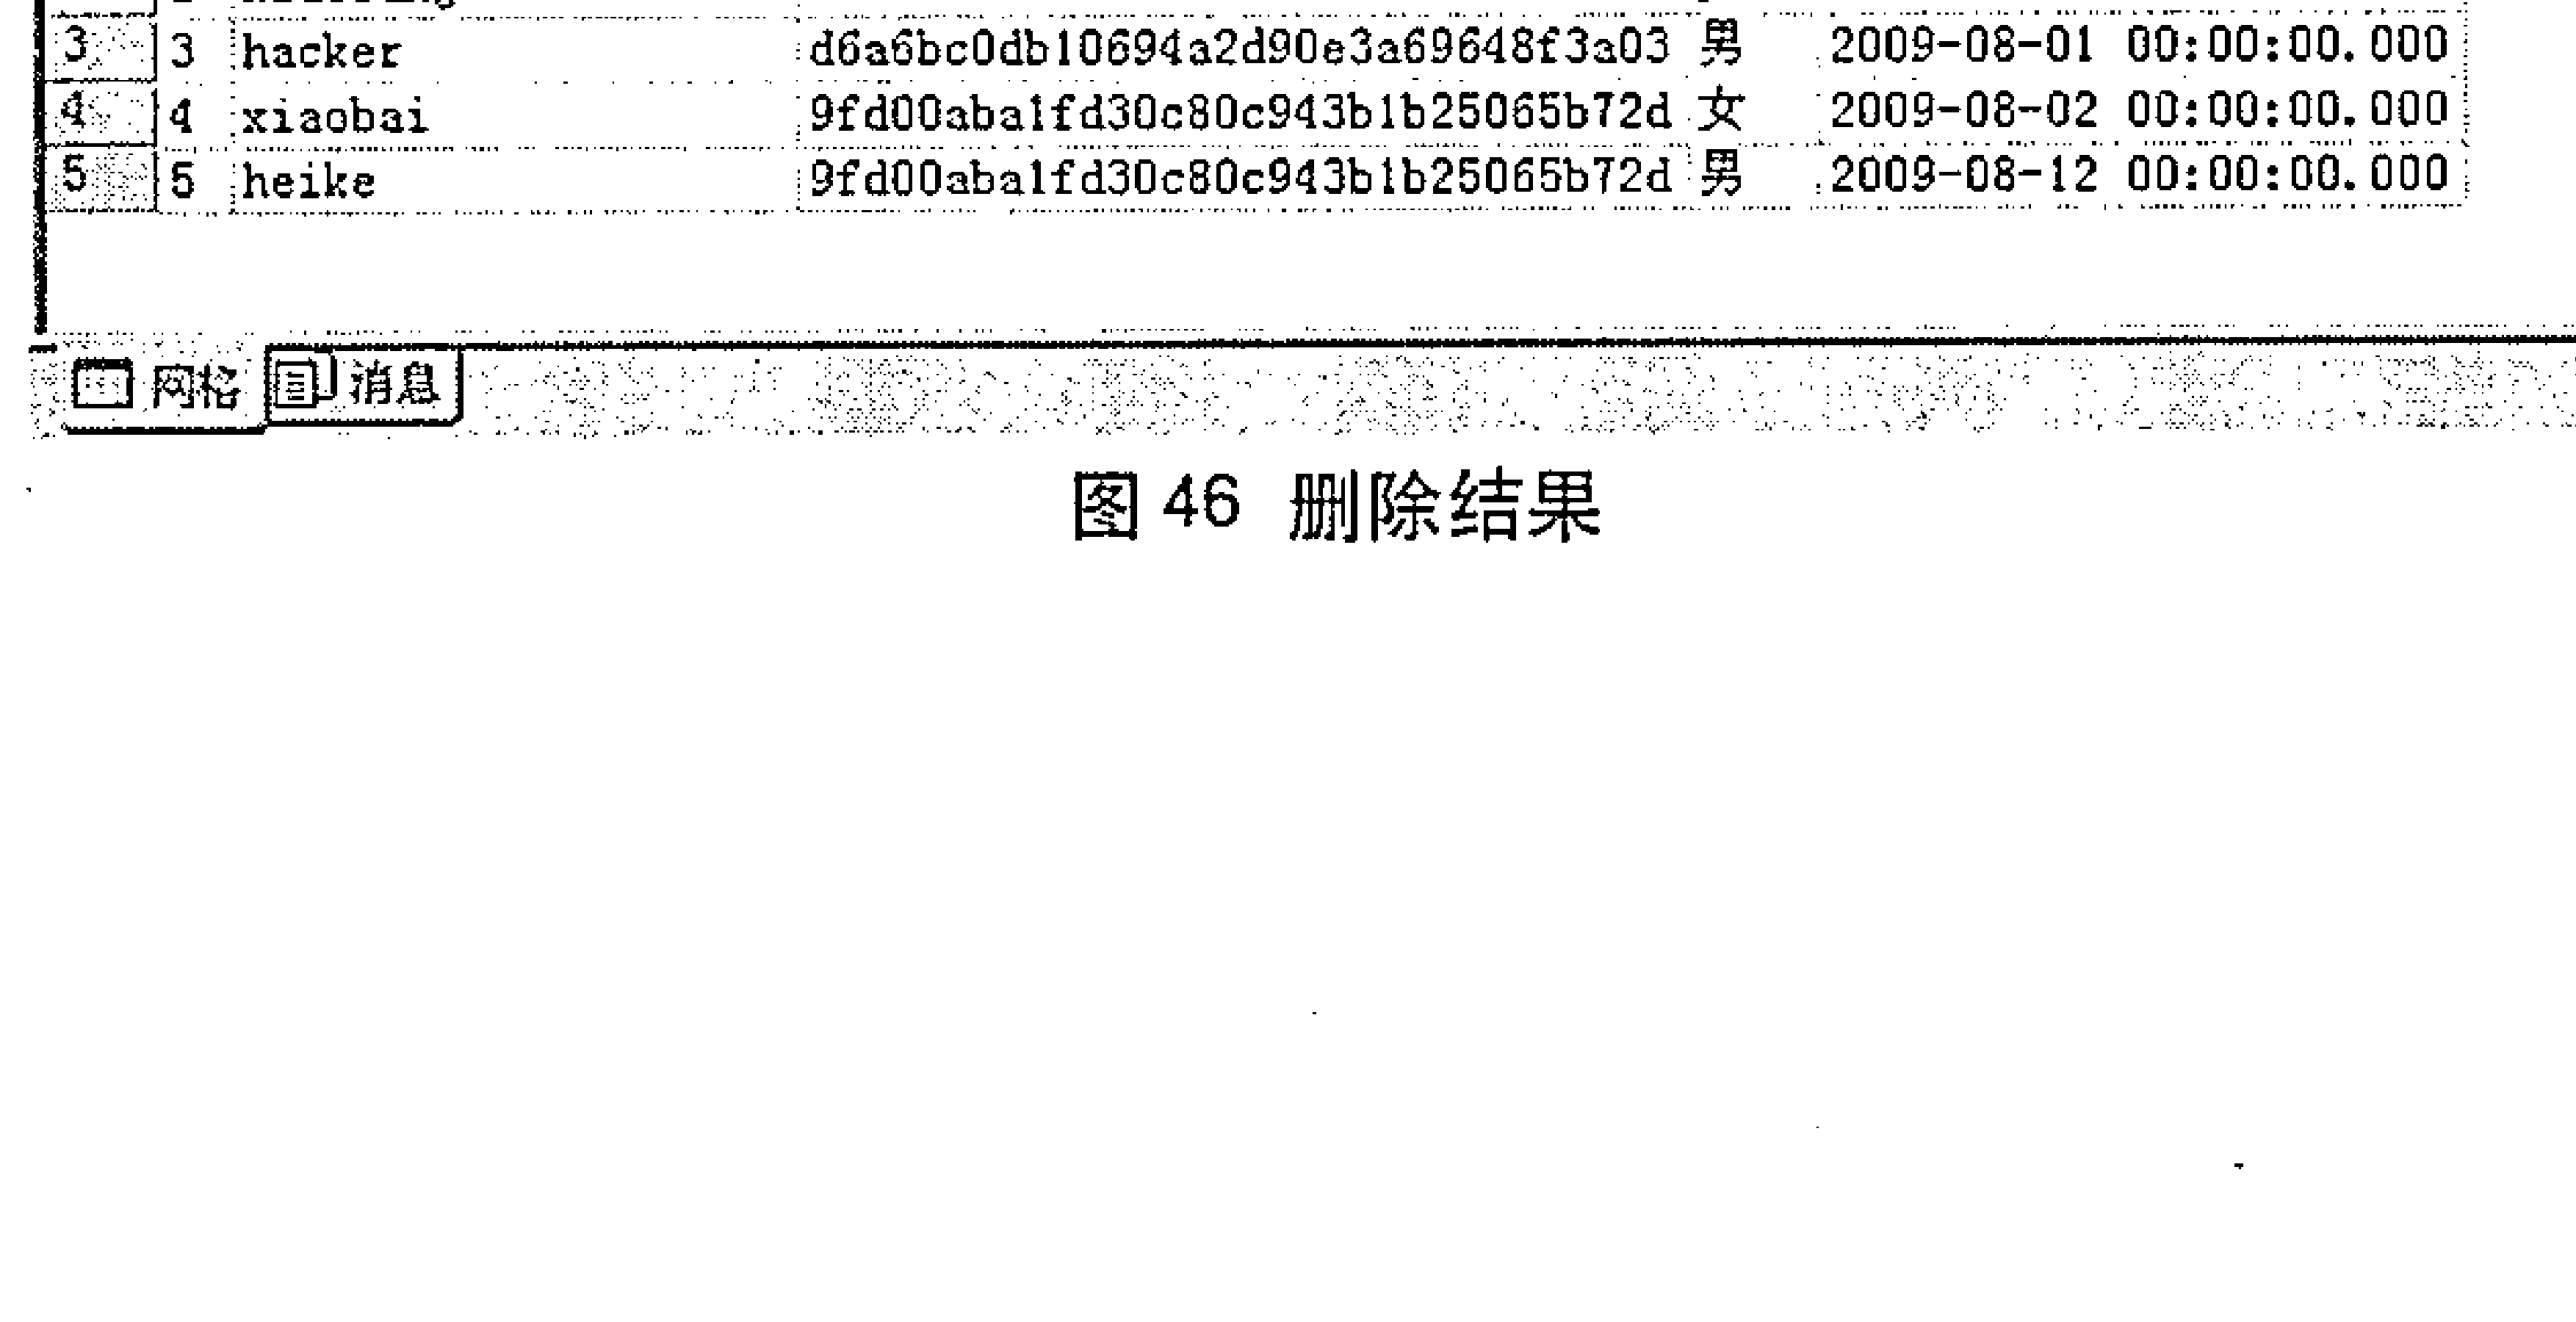 3 3 hacker d6a6bc0db10694a2d90e3a69648f3a03 男 2009-08-01 00:00:00.000
4 4 xiaobai 9fd00aba1fd30c80c943b1b25065b72d 女 2009-08-02 00:00:00.000
5 5 heike 9fd00aba1fd30c80c943b1b25065b72d 男 2009-08-12 00:00:00.000
网格 消息
图 46 删除结果